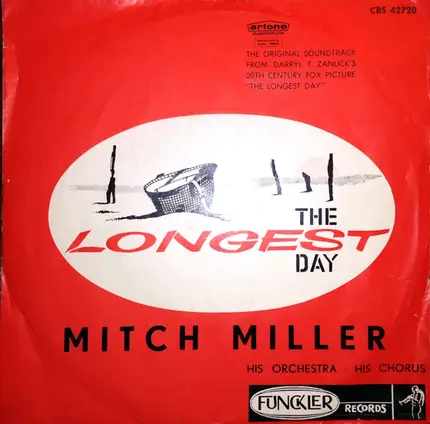 CBS 42720
artone
THE ORIGINAL SOUNDTRACK
FROM DARRYL F. ZANUCK'S
20TH CENTURY FOX PICTURE
"THE LONGEST DAY"
THE
LONGEST
DAY
MITCH MILLER
HIS ORCHESTRA - HIS CHORUS
FUNCKLER
RECORDS